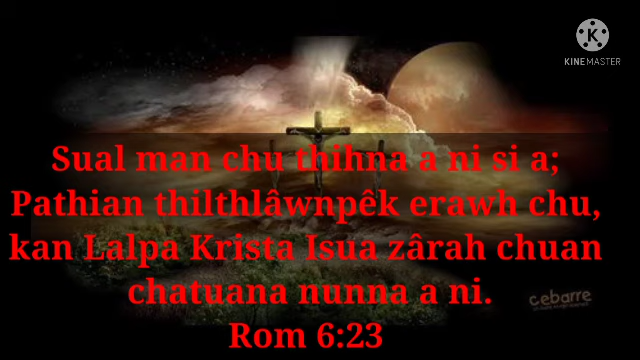 KINEMASTER
Sual man chu thihna a ni si a;
Pathian thilthlâwnpêk erawh chu,
kan Lalpa Krista Isua zârah chuan
chatuana nunna a ni.
cebarre
Rom 6:23